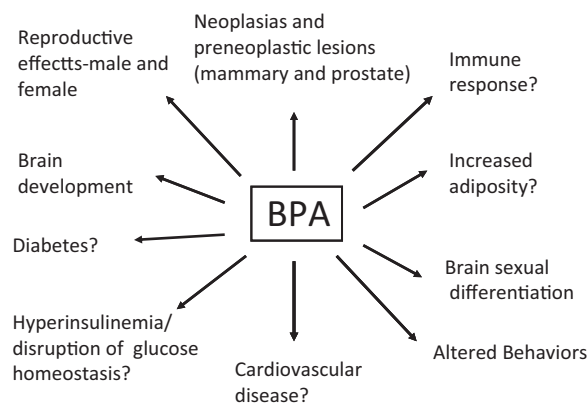 Reproductive
effectts-male and
female
Neoplasias and
preneoplastic lesions
(mammary and prostate)
Immune
response?
Brain
development
Increased
adiposity?
BPA
Diabetes?
Brain sexual
differentiation
Hyperinsulinemia/
disruption of glucose
homeostasis?
Cardiovascular
disease?
Altered Behaviors